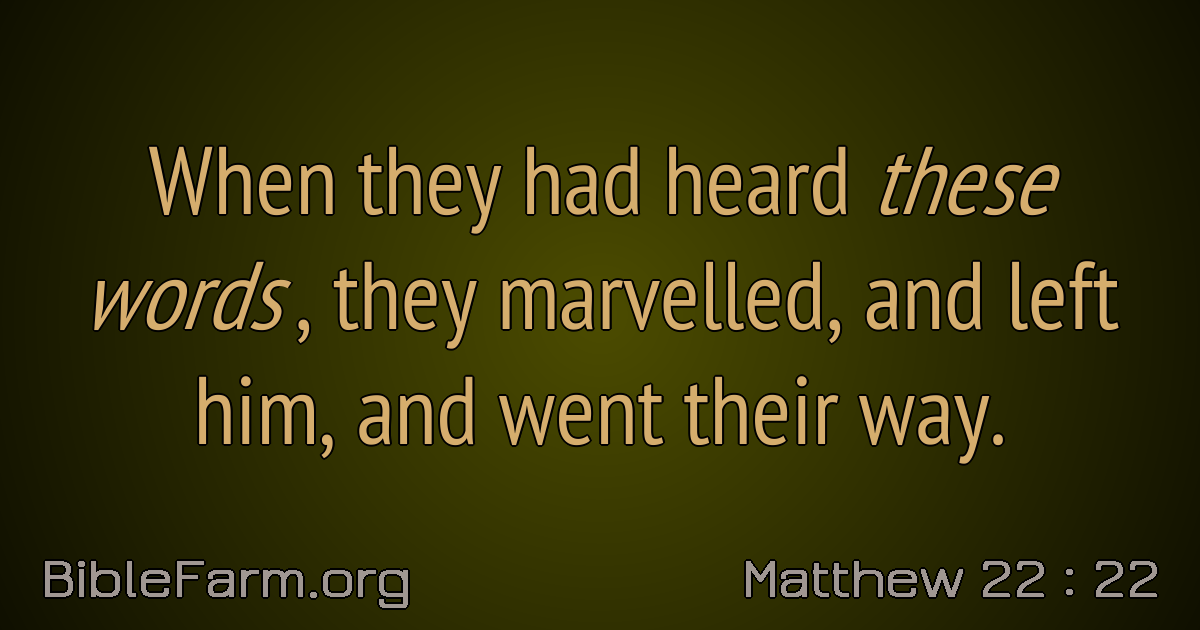 When they had heard these
words, they marvelled, and left
him, and went their way.
BibleFarm.org
Matthew 22 : 22